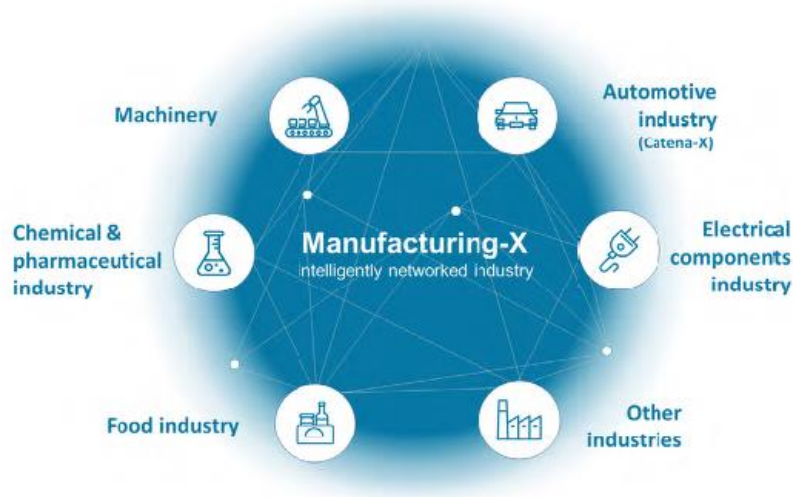 Machinery
Automotive
industry
(Catena-X)
Manufacturing-X
intelligently networked industry
Chemical &
pharmaceutical
industry
Electrical
components
industry
Food industry
Other
industries